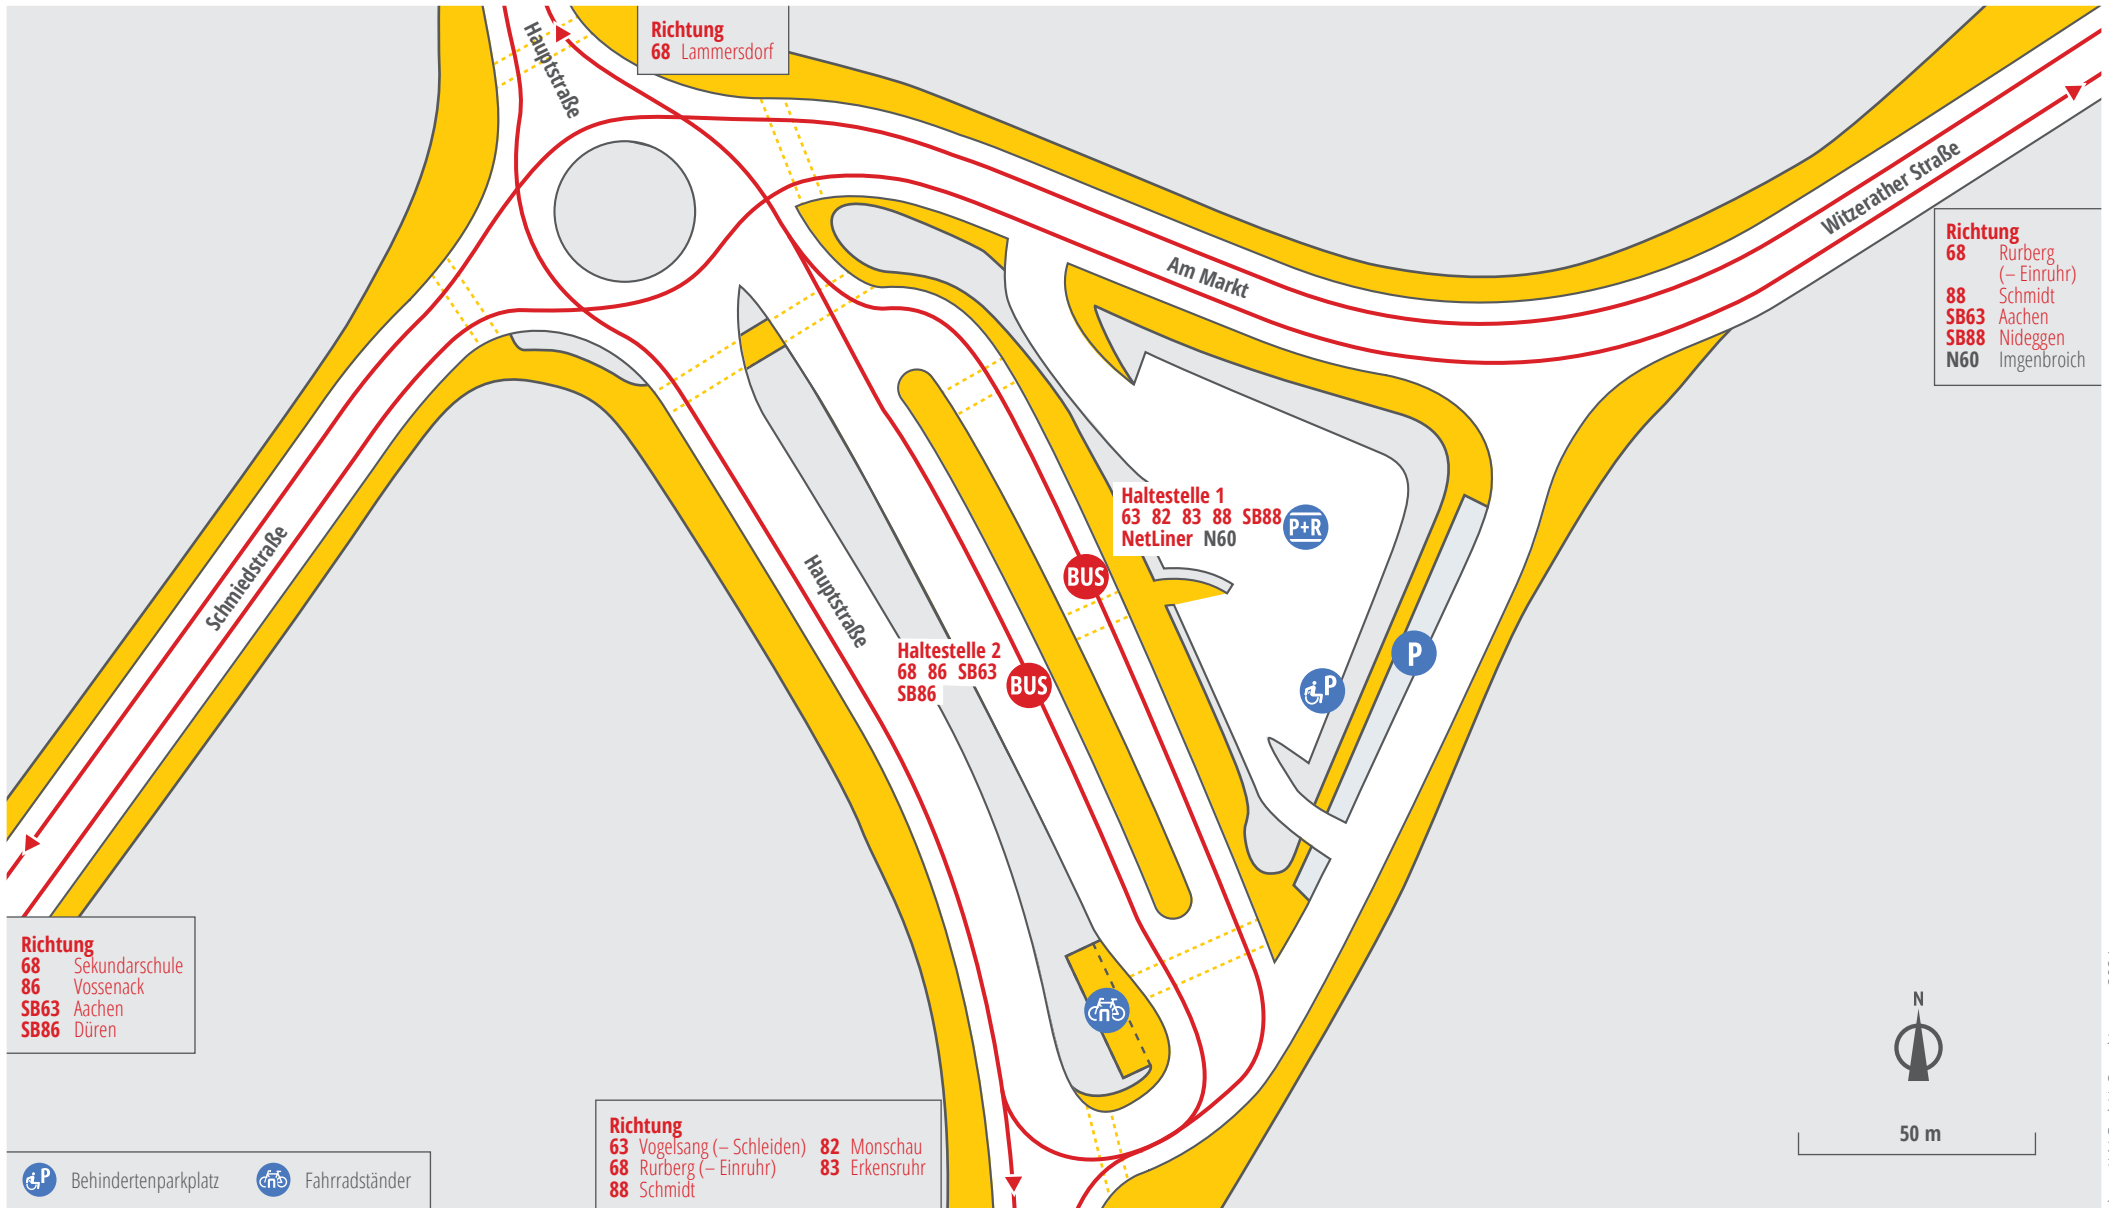 Richtung
68 Lammersdorf
Hauptstraße
Witzerather Straße
Richtung
68 Rurberg
(– Einruhr)
88 Schmidt
SB63 Aachen
SB88 Nideggen
N60 Imgenbroich
Am Markt
Haltestelle 1
63 82 83 88 SB88
NetLiner N60
P+R
BUS
Schmiedstraße
Hauptstraße
Haltestelle 2
68 86 SB63
SB86
BUS
P
P
Richtung
68 Sekundarschule
86 Vossenack
SB63 Aachen
SB86 Düren
Richtung
63 Vogelsang (– Schleiden) 82 Monschau
68 Rurberg (– Einruhr) 83 Erkensruhr
88 Schmidt
N
50 m
P Behindertenparkplatz
Fahrradständer